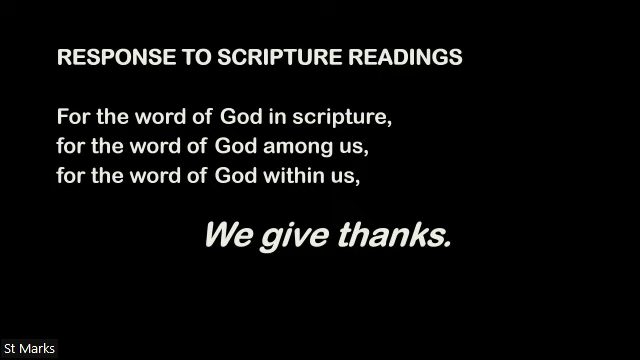 RESPONSE TO SCRIPTURE READINGS
For the word of God in scripture,
for the word of God among us,
for the word of God within us,
We give thanks.
St Marks